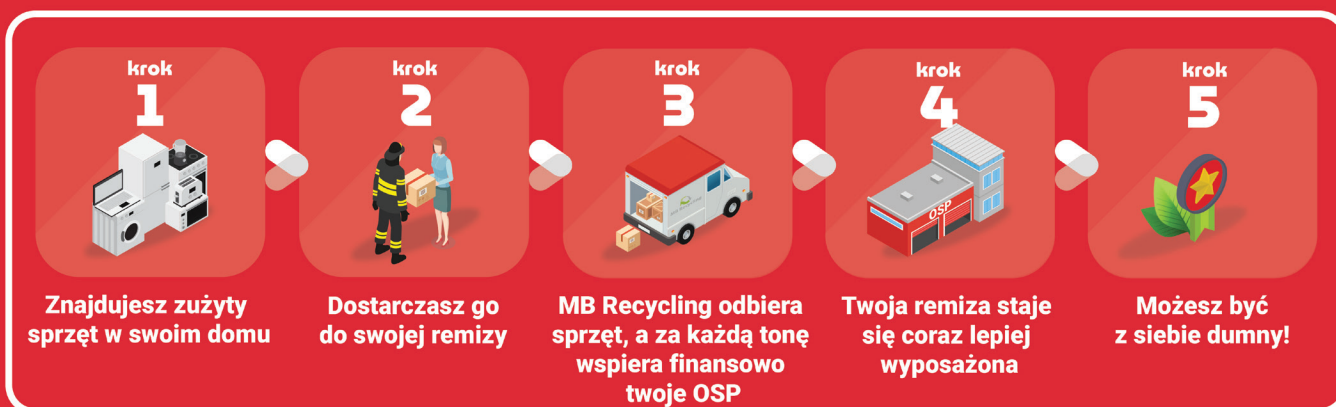 krok
1
Znajdujesz zużyty
sprzęt w swoim domu
krok
2
Dostarczasz go
do swojej remizy
krok
3
MB Recycling odbiera
sprzęt, a za każdą tonę
wspiera finansowo
twoje OSP
krok
4
OSP
Twoja remiza staje
się coraz lepiej
wyposażona
krok
5
Możesz być
z siebie dumny!